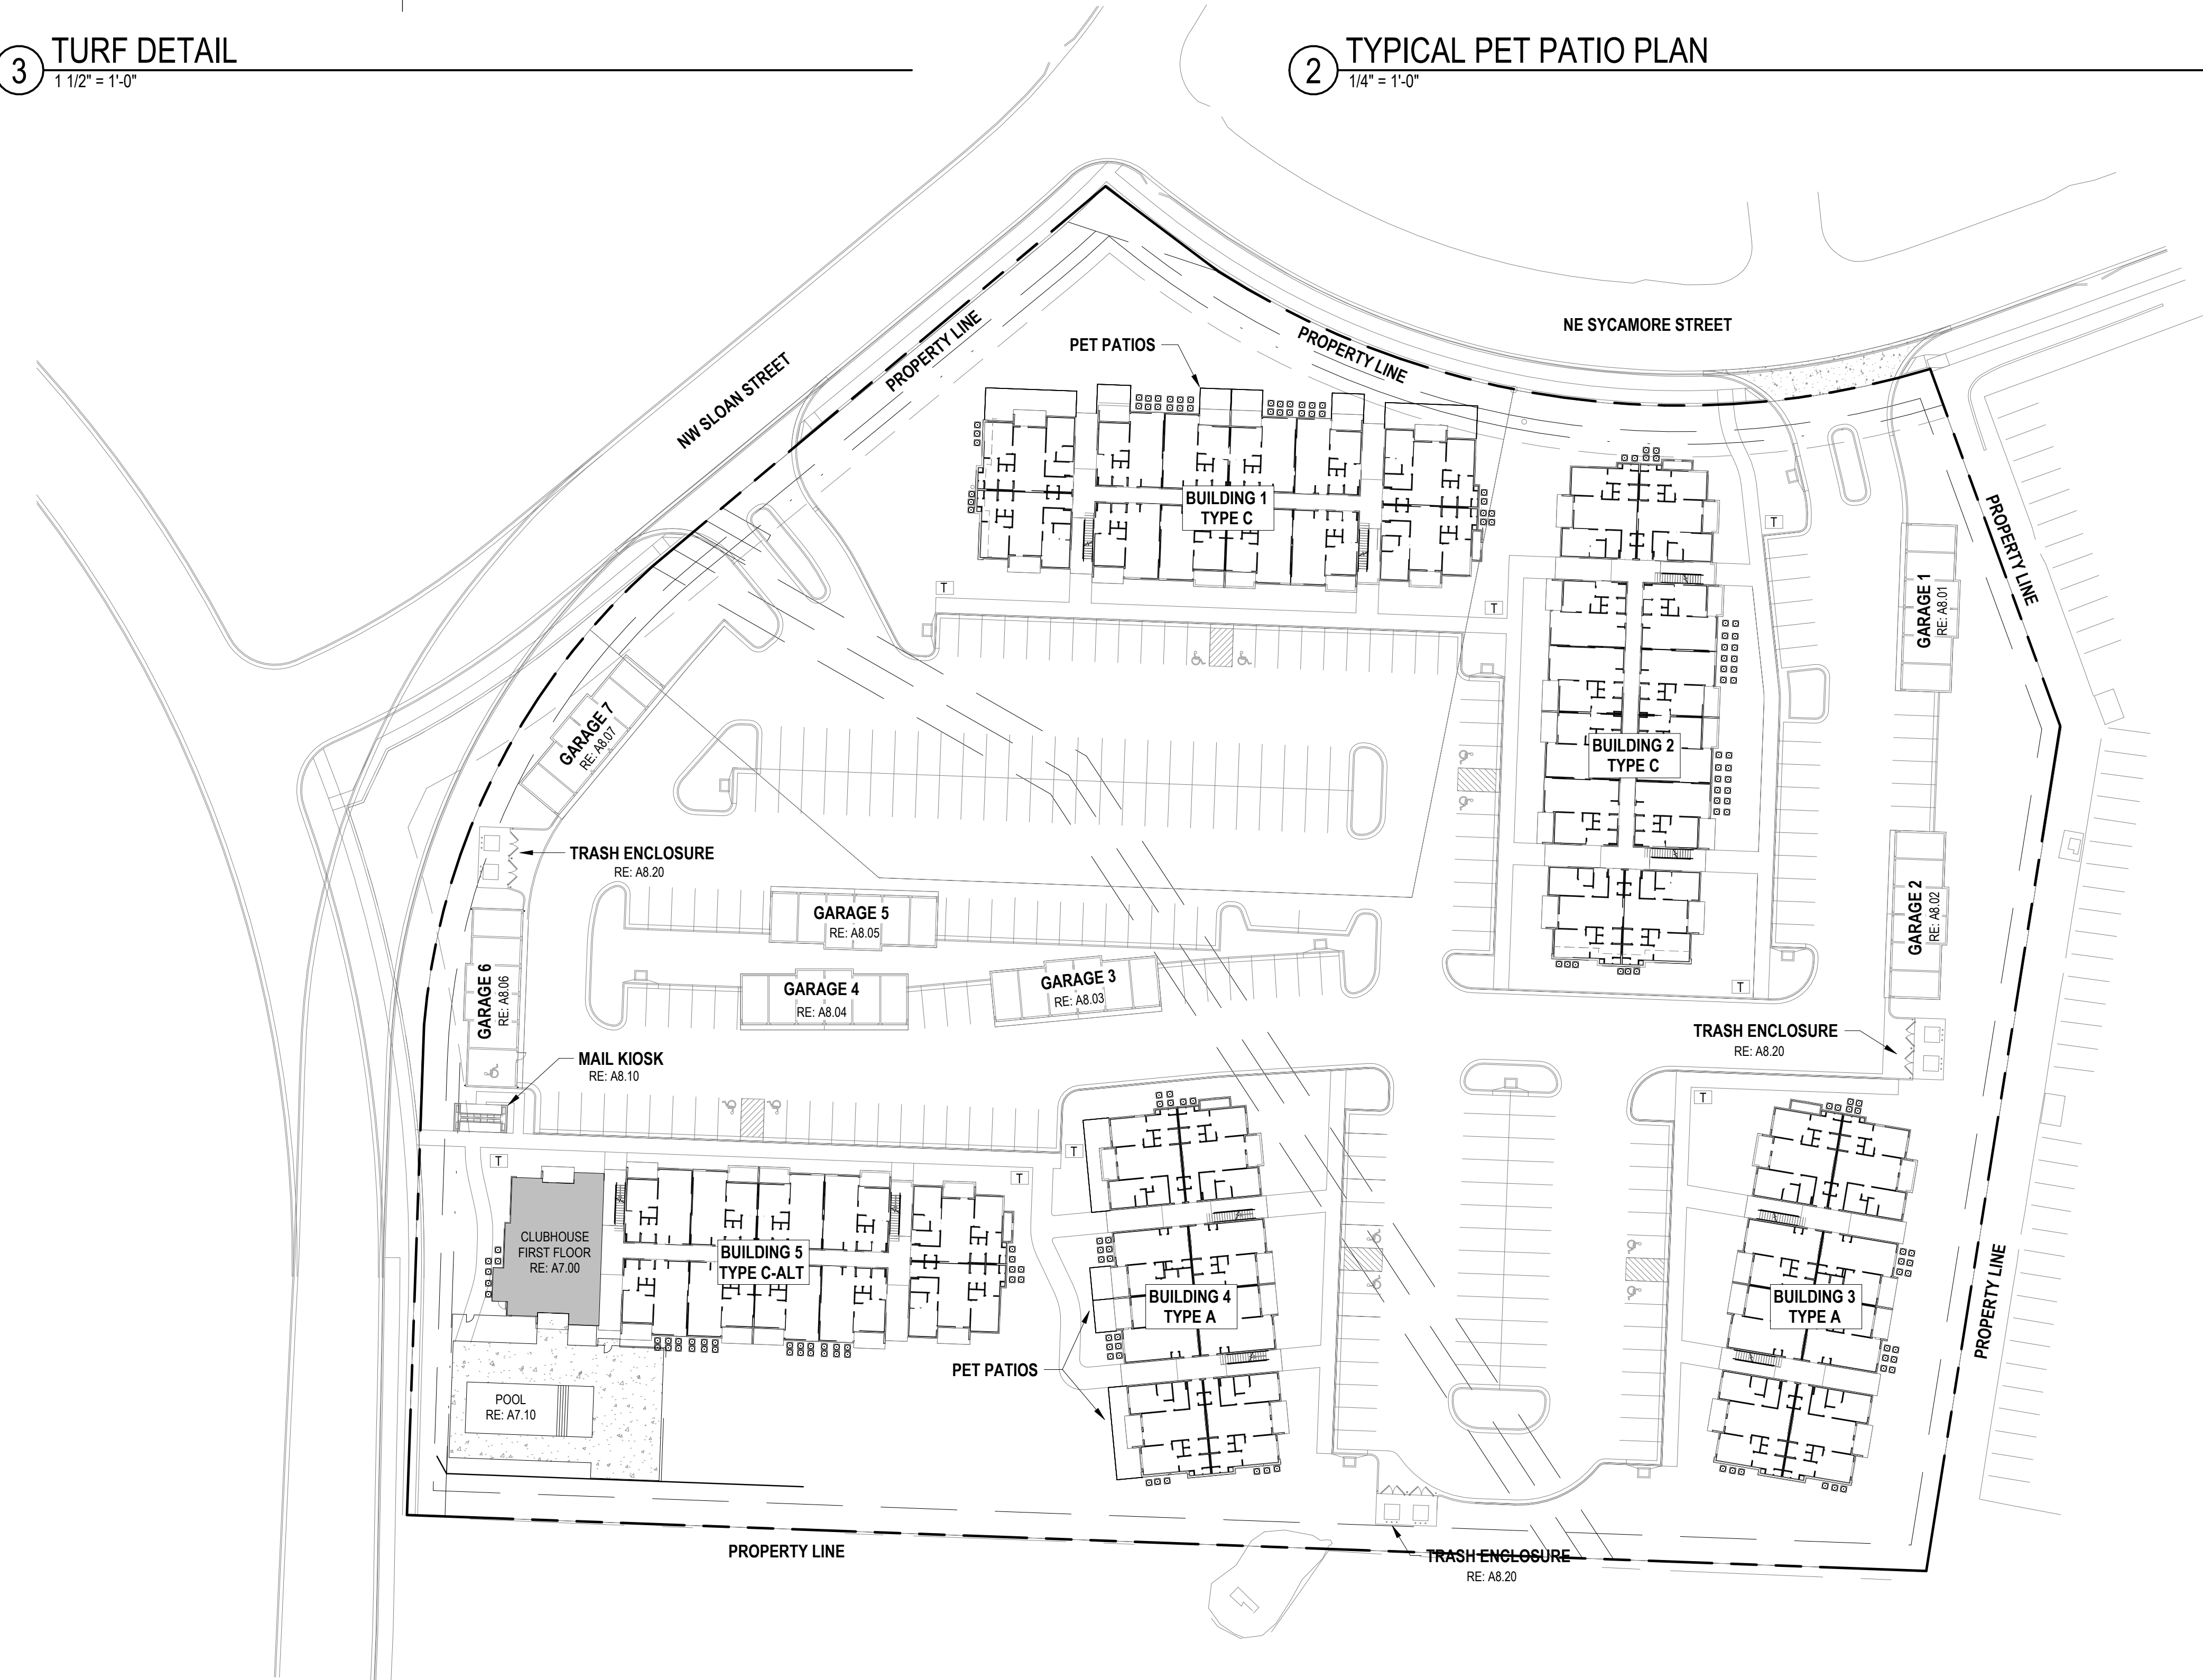 3
TURF DETAIL
1 1/2" = 1'-0"
2
TYPICAL PET PATIO PLAN
1/4" = 1'-0"
NE SYCAMORE STREET
NW SLOAN STREET
PROPERTY LINE
PROPERTY LINE
PROPERTY LINE
PET PATIOS
BUILDING 1
TYPE C
T
T
T
GARAGE 1
RE: A8.01
GARAGE 7
RE: A8.07
BUILDING 2
TYPE C
TRASH ENCLOSURE
RE: A8.20
GARAGE 5
RE: A8.05
GARAGE 2
RE: A8.02
GARAGE 6
RE: A8.06
GARAGE 4
RE: A8.04
GARAGE 3
RE: A8.03
T
TRASH ENCLOSURE
RE: A8.20
MAIL KIOSK
RE: A8.10
T
T
T
T
CLUBHOUSE
FIRST FLOOR
RE: A7.00
BUILDING 5
TYPE C-ALT
BUILDING 4
TYPE A
BUILDING 3
TYPE A
PROPERTY LINE
PET PATIOS
POOL
RE: A7.10
PROPERTY LINE
TRASH ENCLOSURE
RE: A8.20